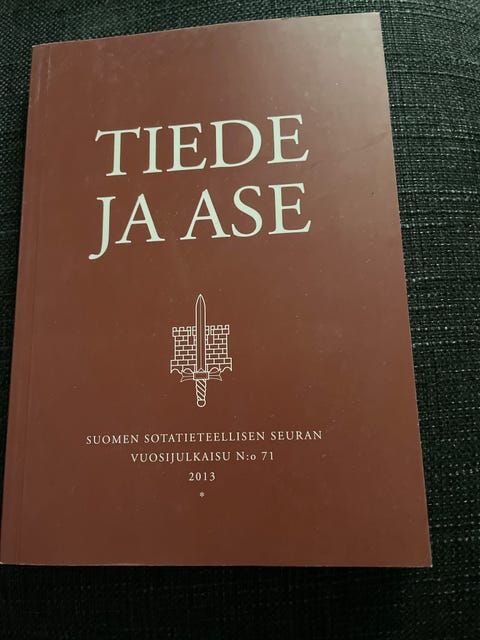 TIEDE
JA ASE
SUOMEN SOTATIETEELLISEN SEURAN
VUOSIJULKAISU N:o 71
2013
*